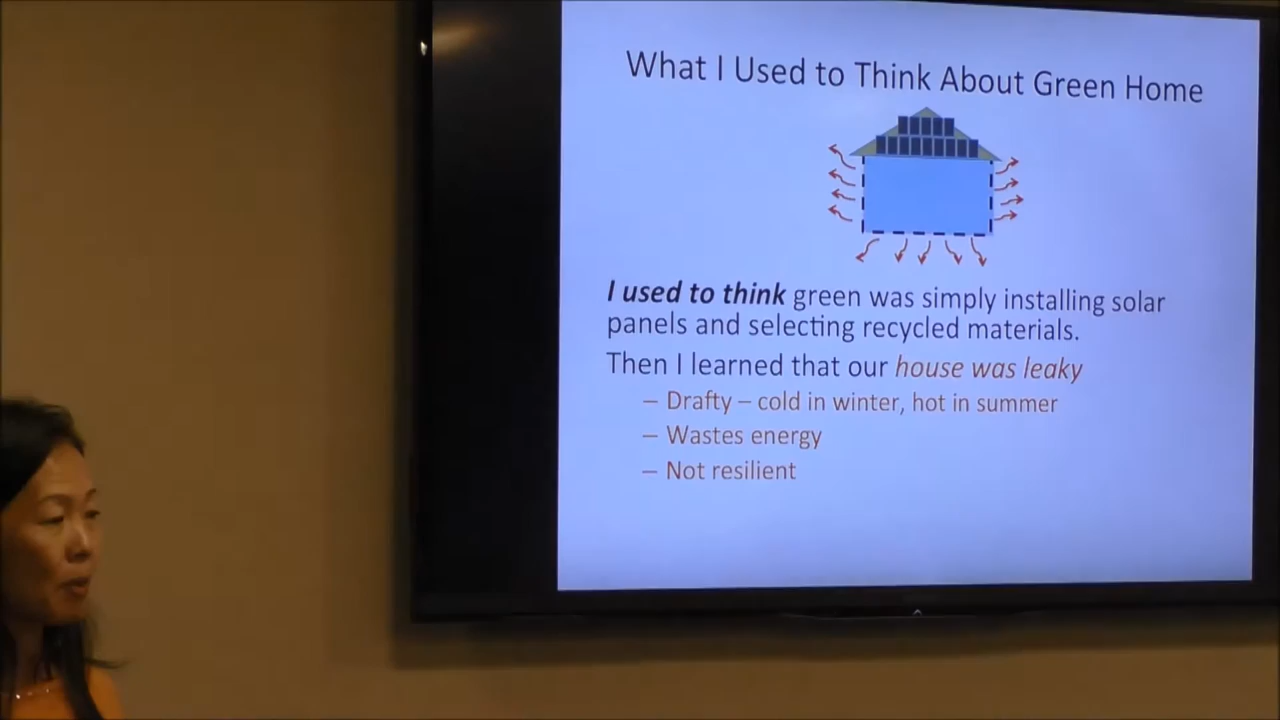 What I Used to Think About Green Home
I used to think green was simply installing solar
panels and selecting recycled materials.
Then I learned that our house was leaky
– Drafty – cold in winter, hot in summer
– Wastes energy
– Not resilient